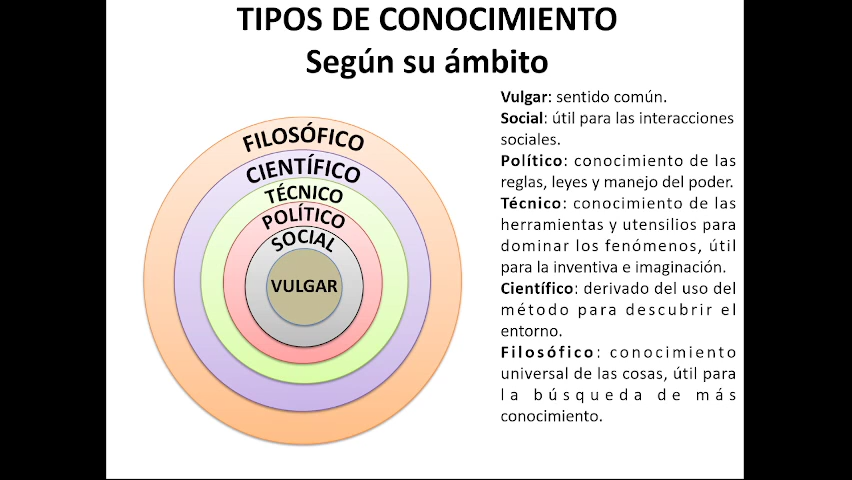 TIPOS DE CONOCIMIENTO
Según su ámbito
FILOSÓFICO
CIENTÍFICO
TÉCNICO
POLÍTICO
SOCIAL
VULGAR
Vulgar: sentido común.
Social: útil para las interacciones
sociales.
Político: conocimiento de las
reglas, leyes y manejo del poder.
Técnico: conocimiento de las
herramientas y utensilios para
dominar los fenómenos, útil
para la inventiva e imaginación.
Científico: derivado del uso del
método para descubrir el
entorno.
Filosófico: conocimiento
universal de las cosas, útil para
la búsqueda de más
conocimiento.